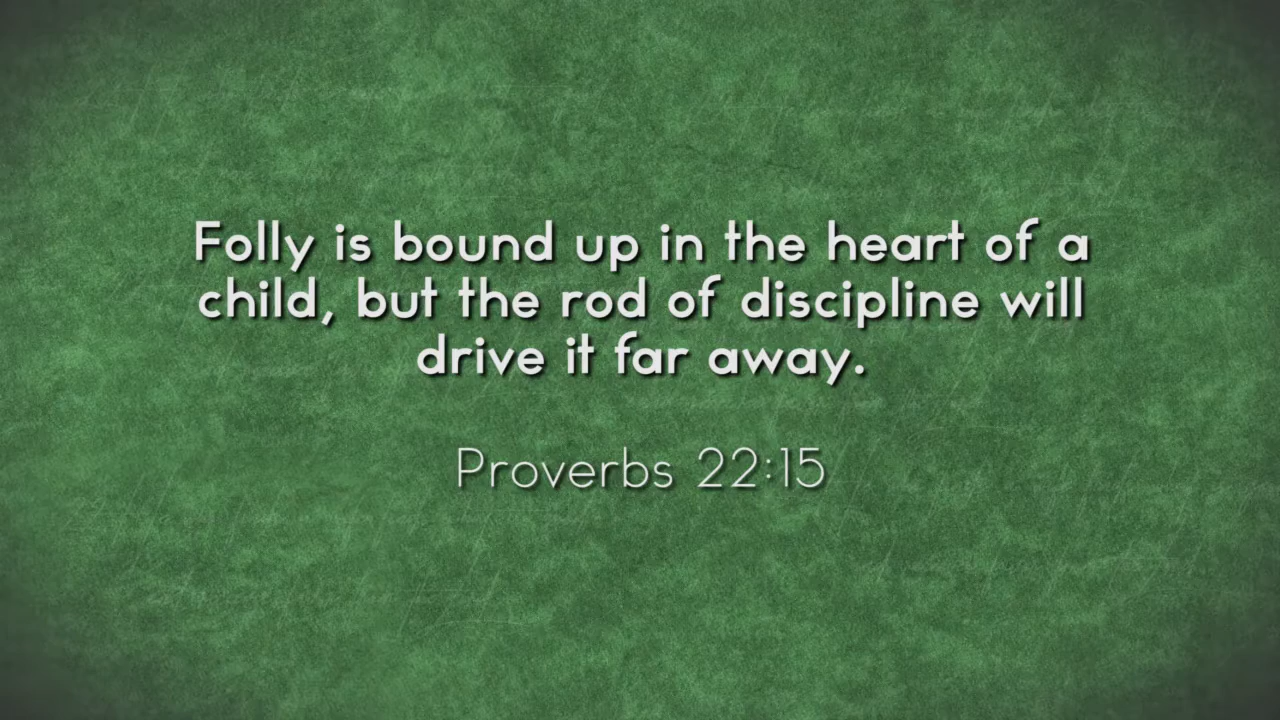 Folly is bound up in the heart of a
child, but the rod of discipline will
drive it far away.
Proverbs 22:15